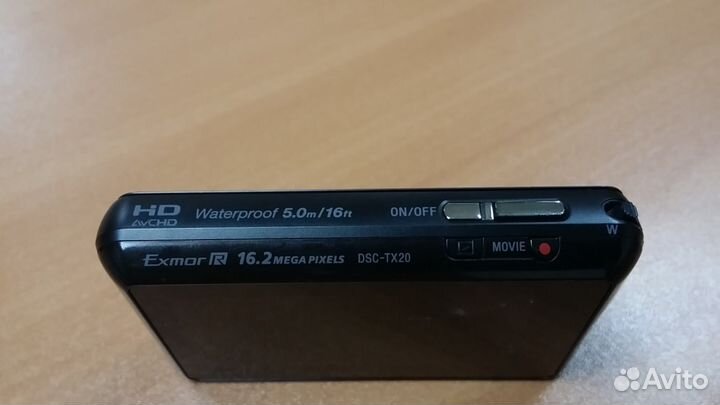 HD Waterproof 5.0m/16ft ON/OFF
AVCHD
W
Exmor R 16.2 MEGA PIXELS DSC-TX20 MOVIE
Avito